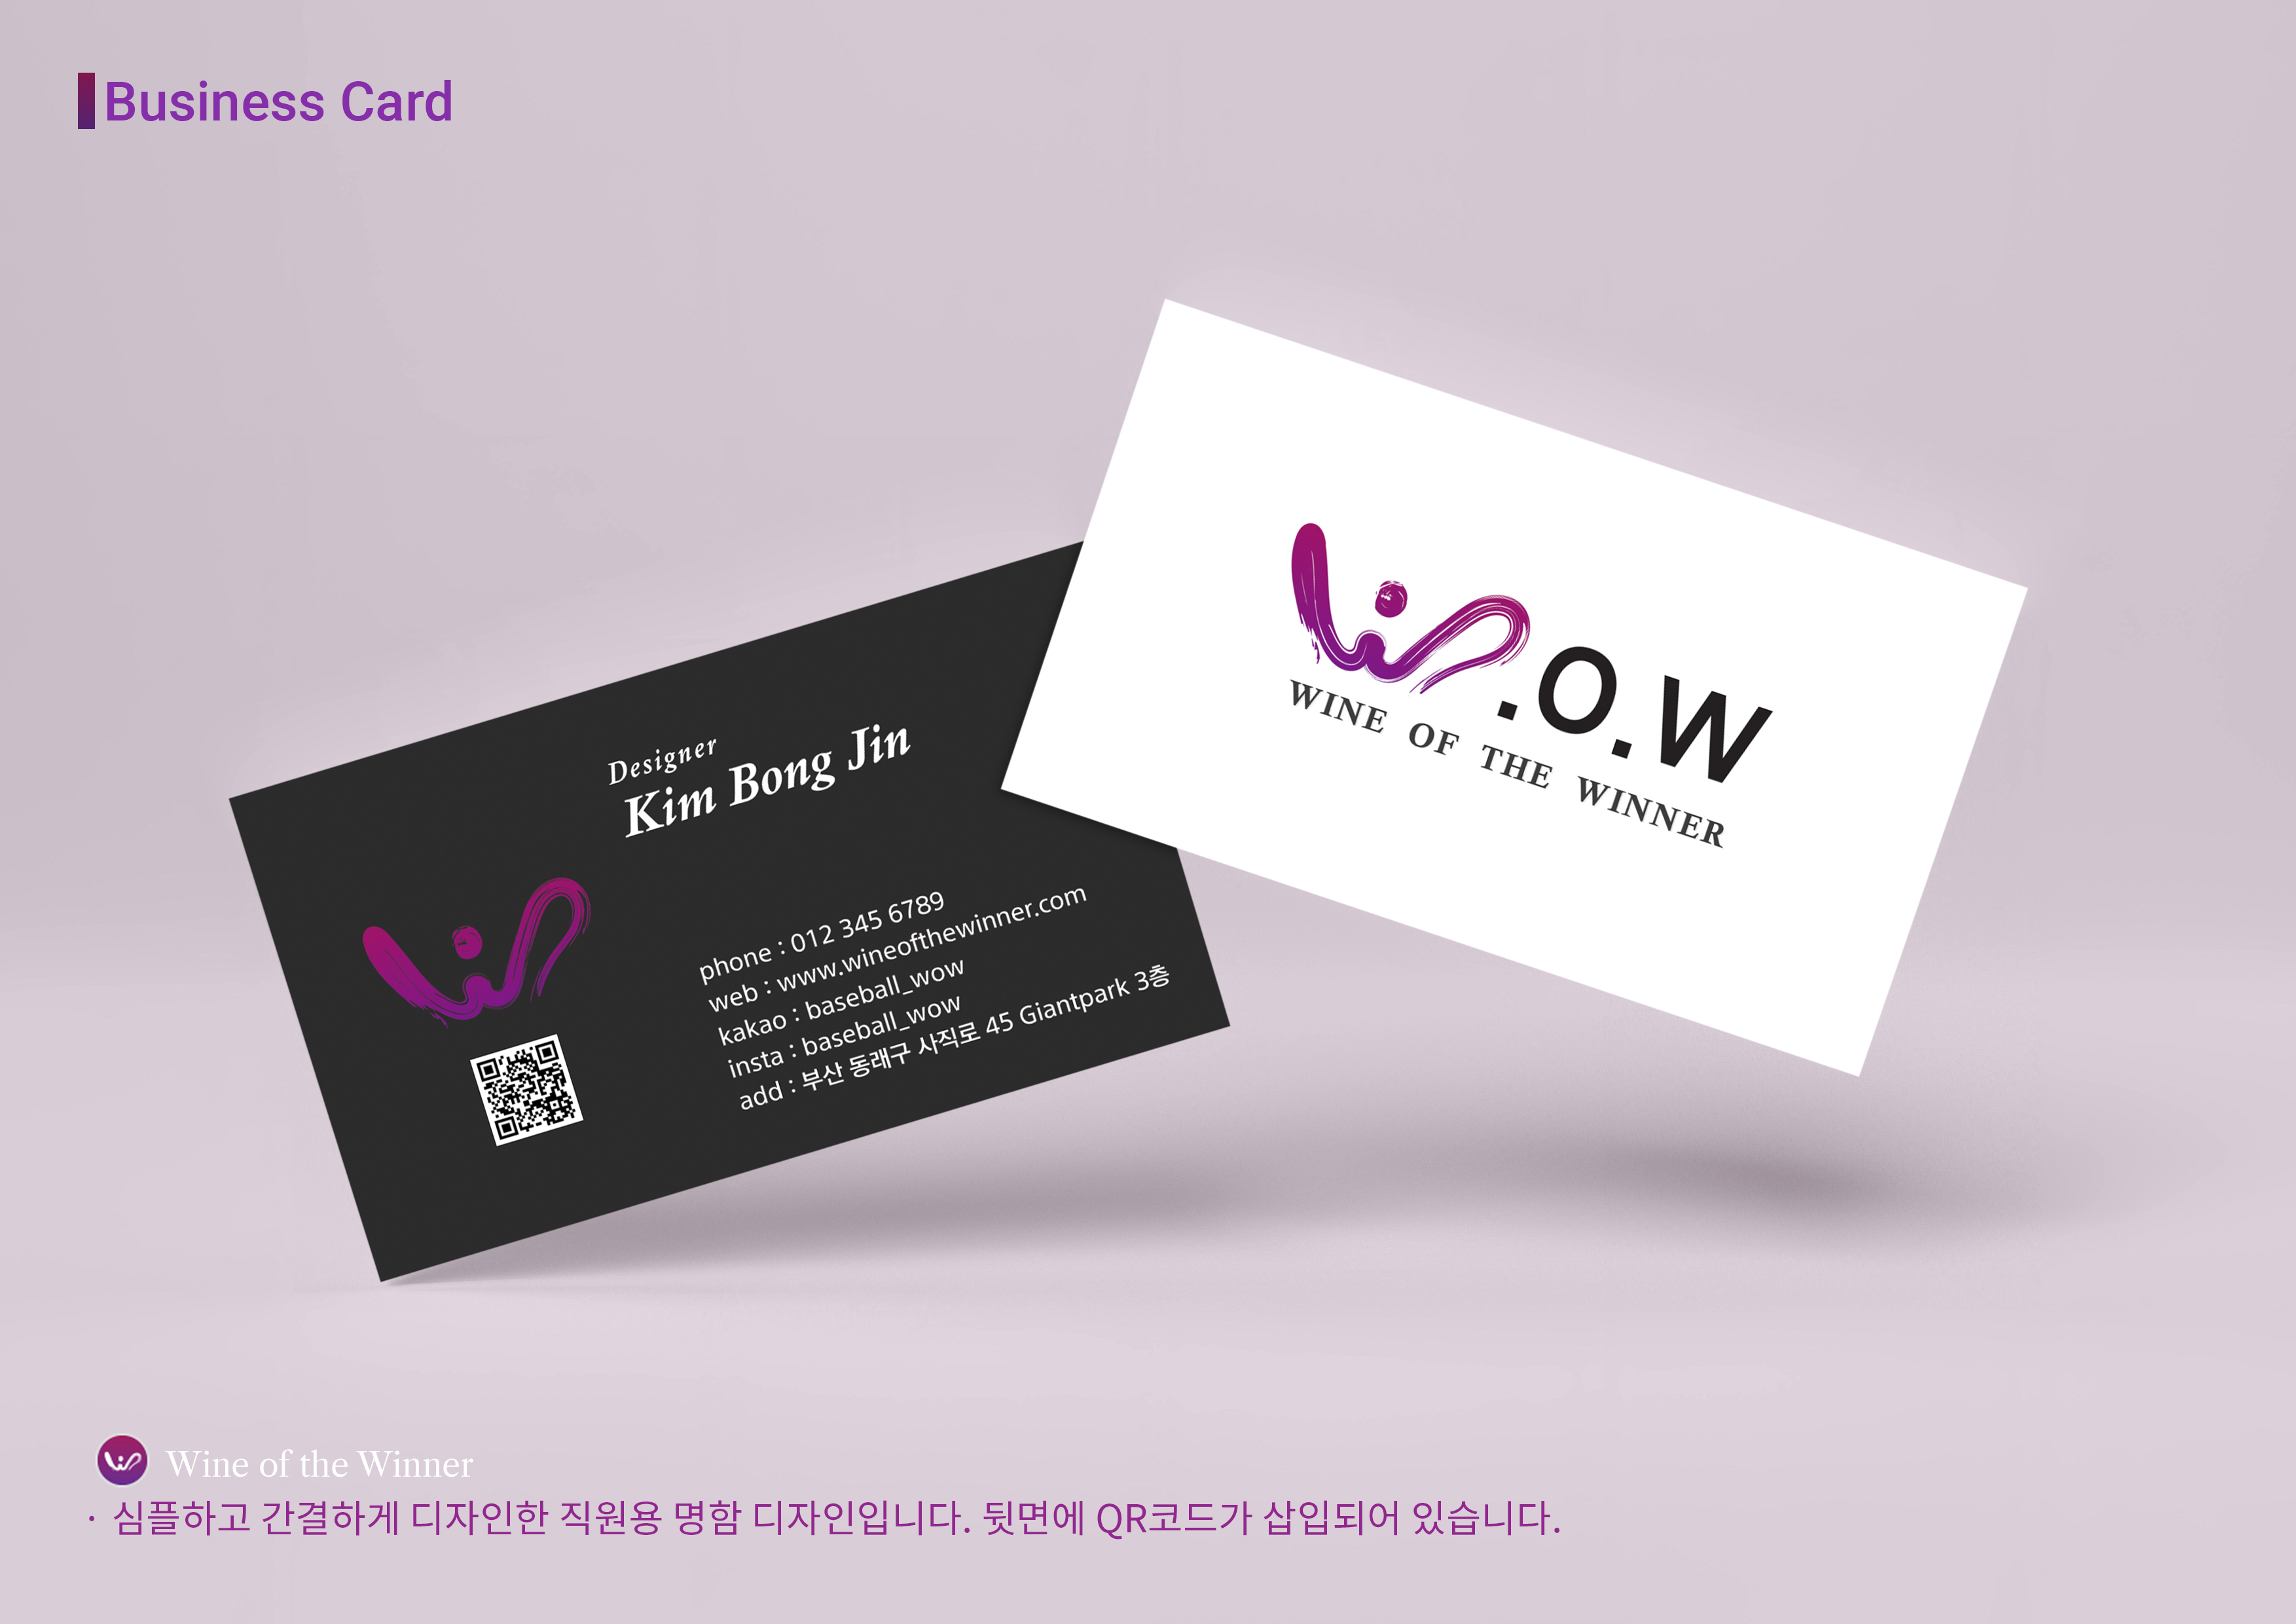 Business Card
Designer
Kim Bong Jin
phone : 012 345 6789
web : www.wineofthewinner.com
kakao : baseball_wow
insta : baseball_wow
add : 부산 동래구 사직로 45 Giantpark 3층
W.O.W
WINE OF THE WINNER
Wine of the Winner
· 심플하고 간결하게 디자인한 직원용 명함 디자인입니다. 뒷면에 QR코드가 삽입되어 있습니다.